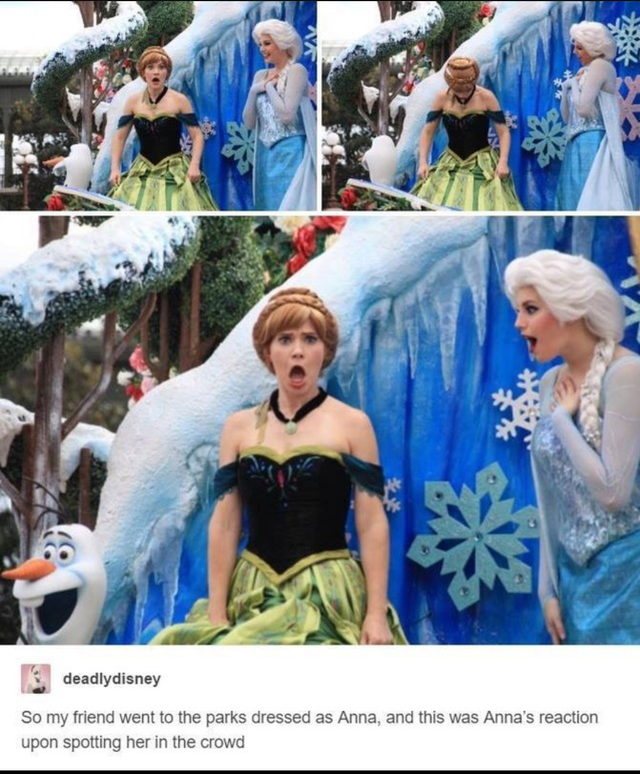 deadlydisney
So my friend went to the parks dressed as Anna, and this was Anna's reaction
upon spotting her in the crowd